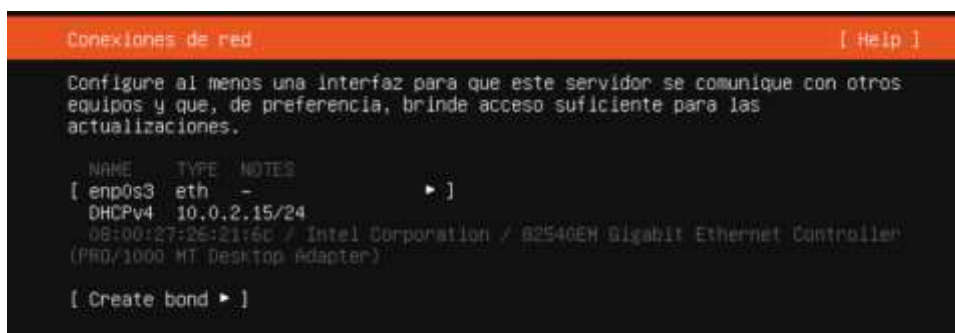 Conexiones de red [ Help ]
Configure al menos una interfaz para que este servidor se comunique con otros
equipos y que, de preferencia, brinde acceso suficiente para las
actualizaciones.
NAME TYPE NOTES
[ enp0s3 eth - ▸ ]
DHCPv4 10.0.2.15/24
08:00:27:26:21:6c / Intel Corporation / 82540EM Gigabit Ethernet Controller
(PRO/1000 MT Desktop Adapter)
[ Create bond ▸ ]